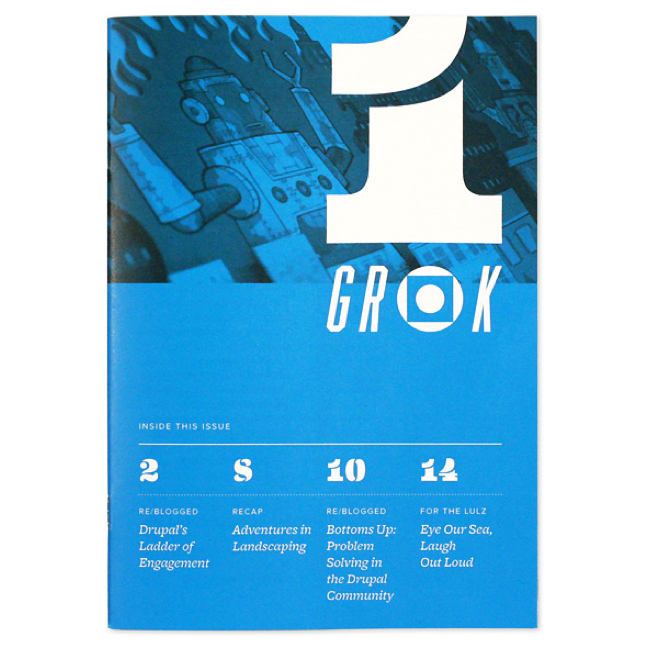 1
GROK
INSIDE THIS ISSUE
2
RE/BLOGGED
Drupal's
Ladder of
Engagement
8
RECAP
Adventures in
Landscaping
10
RE/BLOGGED
Bottoms Up:
Problem
Solving in
the Drupal
Community
14
FOR THE LULZ
Eye Our Sea,
Laugh
Out Loud